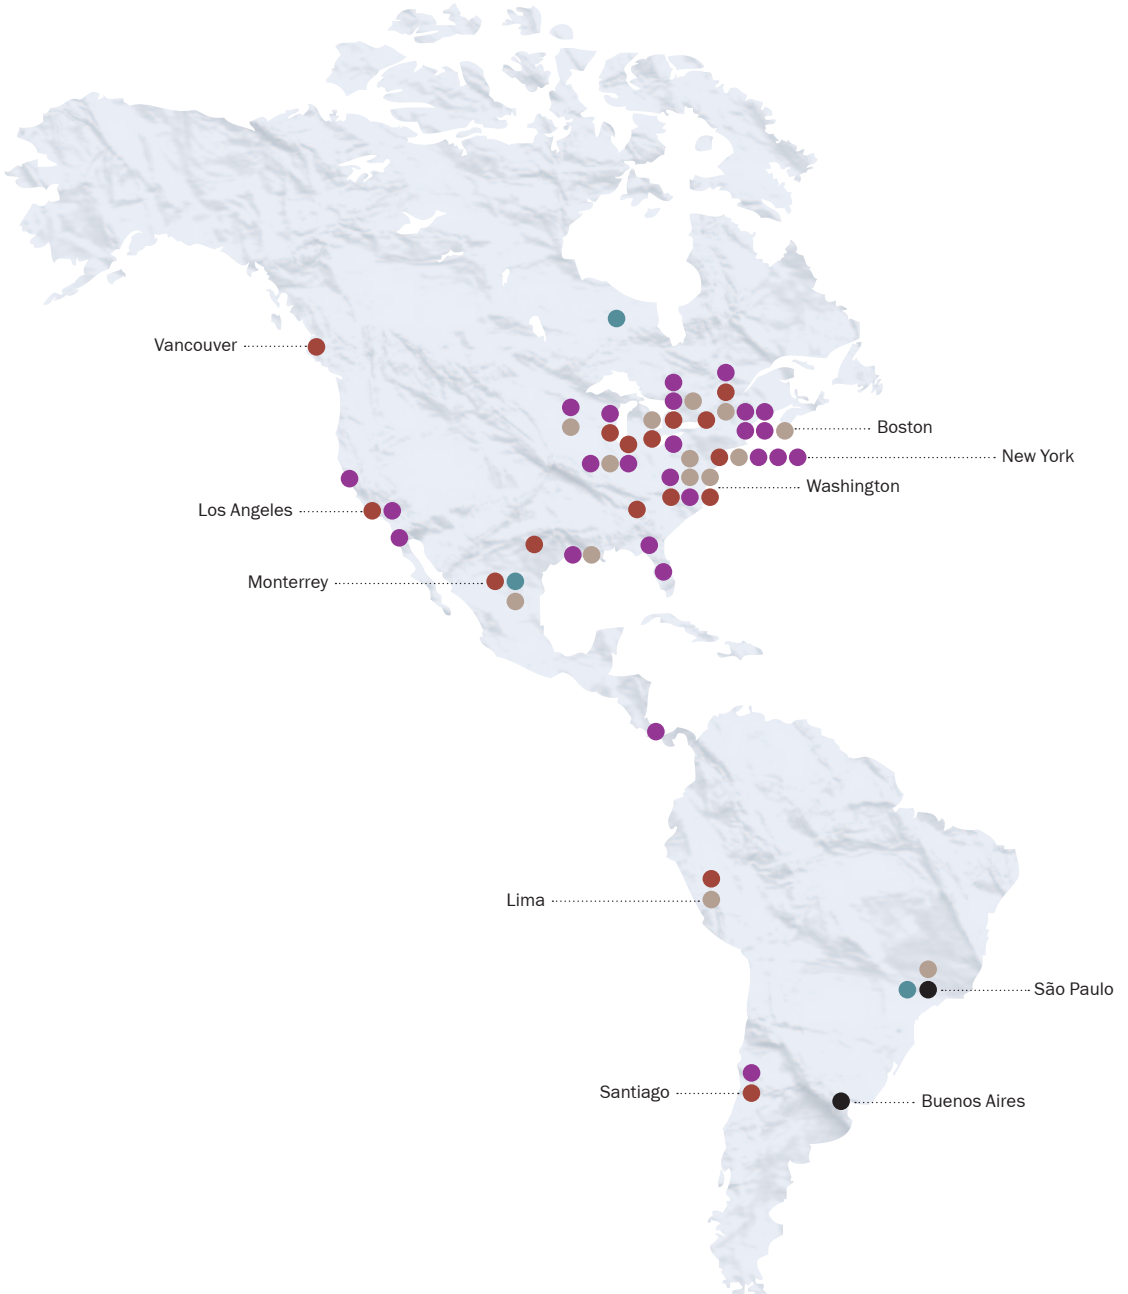 Vancouver
Boston
New York
Washington
Los Angeles
Monterrey
Lima
São Paulo
Santiago
Buenos Aires